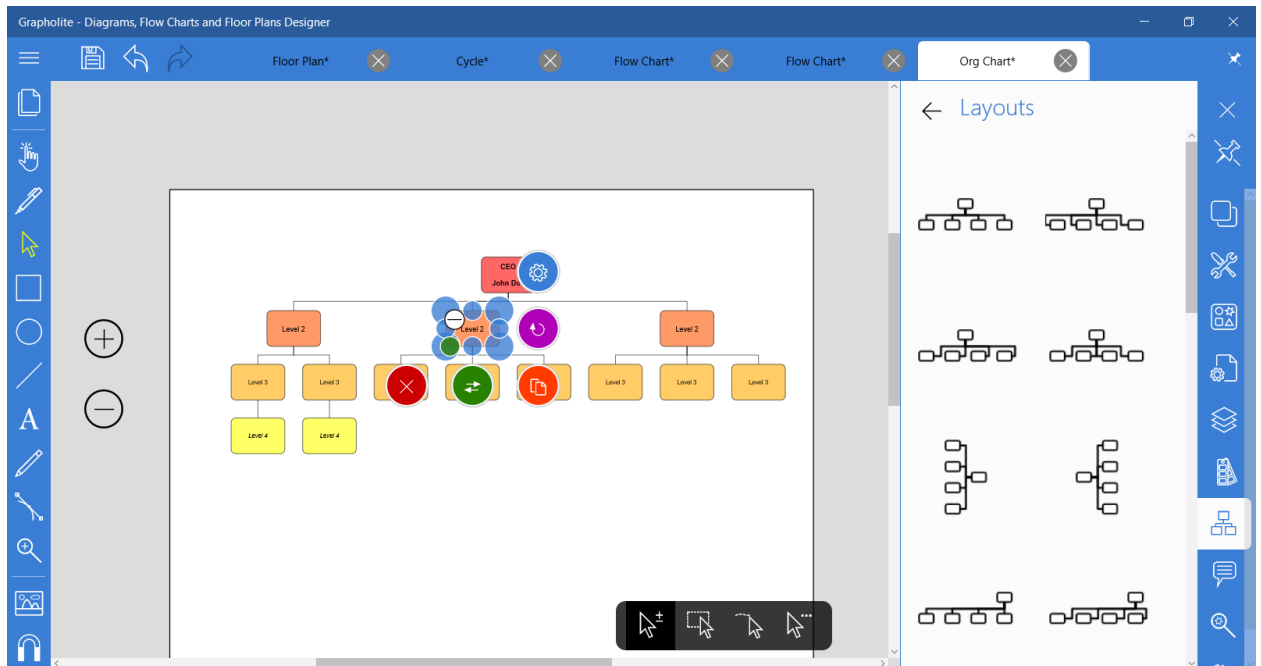 Grapholite - Diagrams, Flow Charts and Floor Plans Designer
Floor Plan*
Cycle*
Flow Chart*
Flow Chart*
Org Chart*
Layouts
CEO
John Do
Level 2
Level 2
Level 2
Level 3
Level 3
Level 3
Level 3
Level 3
Level 4
Level 4
A